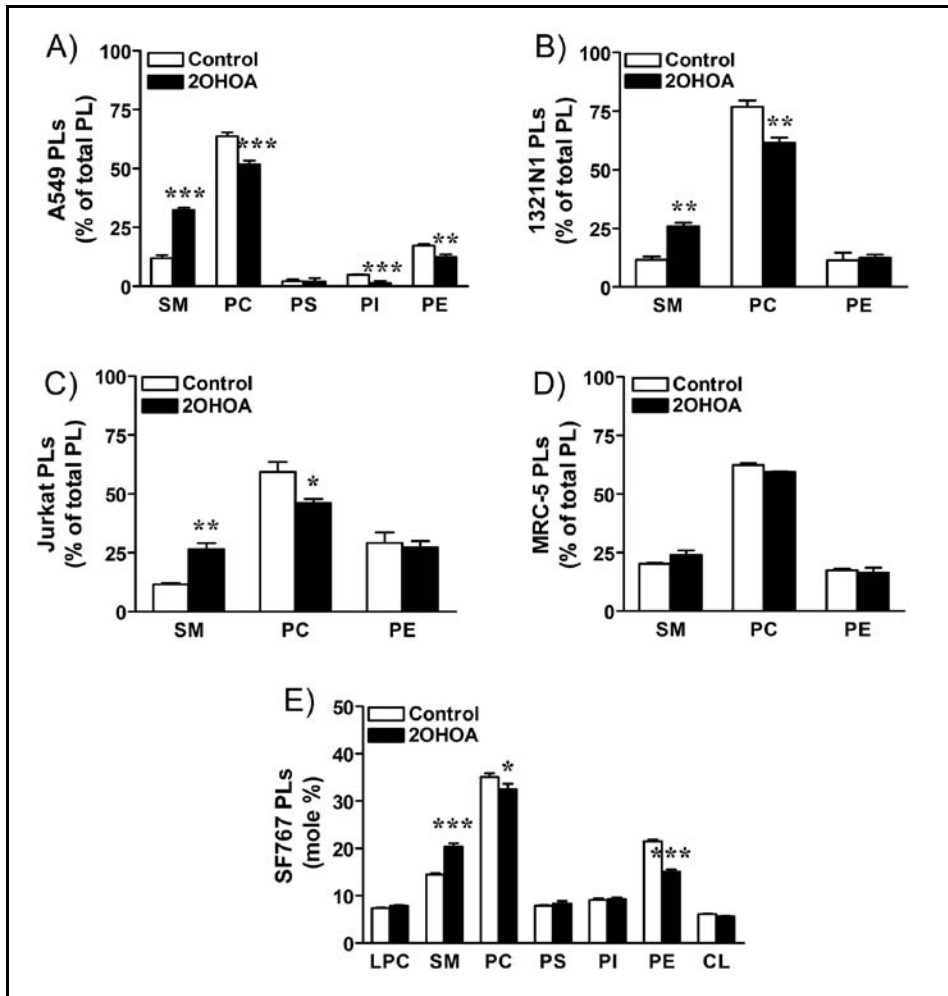 A)
A549 PLs
(% of total PL)
100
75
50
25
0
Control
2OHOA
***
***
***
**
SM PC PS PI PE
B)
1321N1 PLs
(% of total PL)
100
75
50
25
0
Control
2OHOA
**
**
SM PC PE
C)
Jurkat PLs
(% of total PL)
100
75
50
25
0
Control
2OHOA
**
*
SM PC PE
D)
MRC-5 PLs
(% of total PL)
100
75
50
25
0
Control
2OHOA
SM PC PE
E)
SF767 PLs
(mole %)
50
40
30
20
10
0
Control
2OHOA
***
*
***
LPC SM PC PS PI PE CL